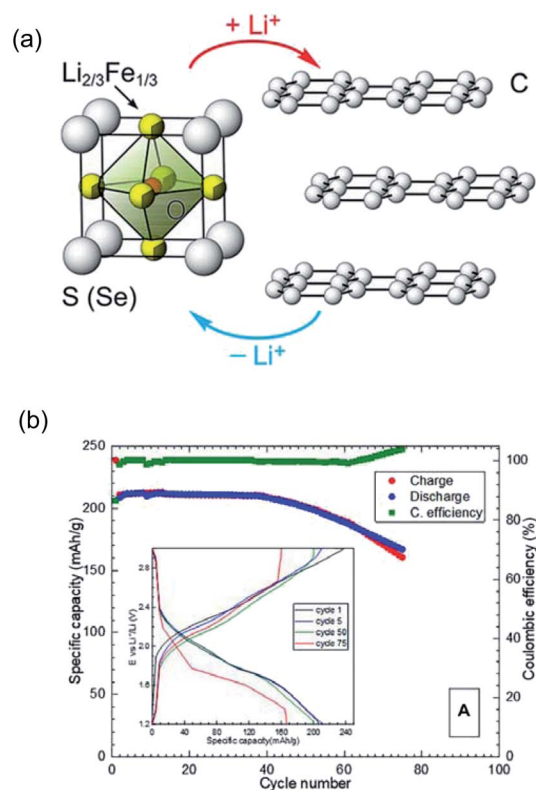 (a)
+ Li⁺
Li₂/₃Fe₁/₃
C
O
S (Se)
– Li⁺
(b)
250
200
150
100
50
0
Specific capacity (mAh/g)
100
80
60
40
20
0
Coulombic efficiency (%)
Charge
Discharge
C. efficiency
2.8
2.4
2.0
1.6
1.2
E vs Li⁺/Li (V)
cycle 1
cycle 5
cycle 50
cycle 75
0 40 80 120 160 200 240
Specific capacity(mAh/g)
A
0 20 40 60 80 100
Cycle number